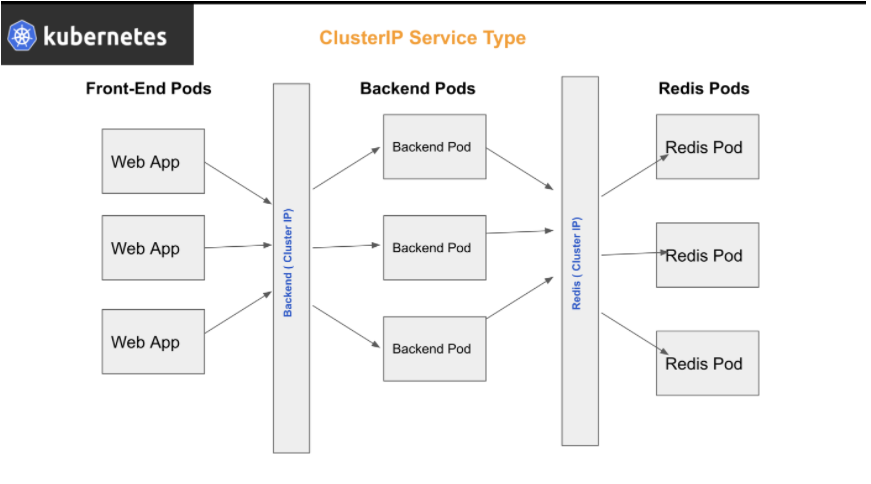 kubernetes
ClusterIP Service Type
Front-End Pods
Backend Pods
Redis Pods
Web App
Web App
Web App
Backend ( Cluster IP)
Backend Pod
Backend Pod
Backend Pod
Redis ( Cluster IP)
Redis Pod
Redis Pod
Redis Pod